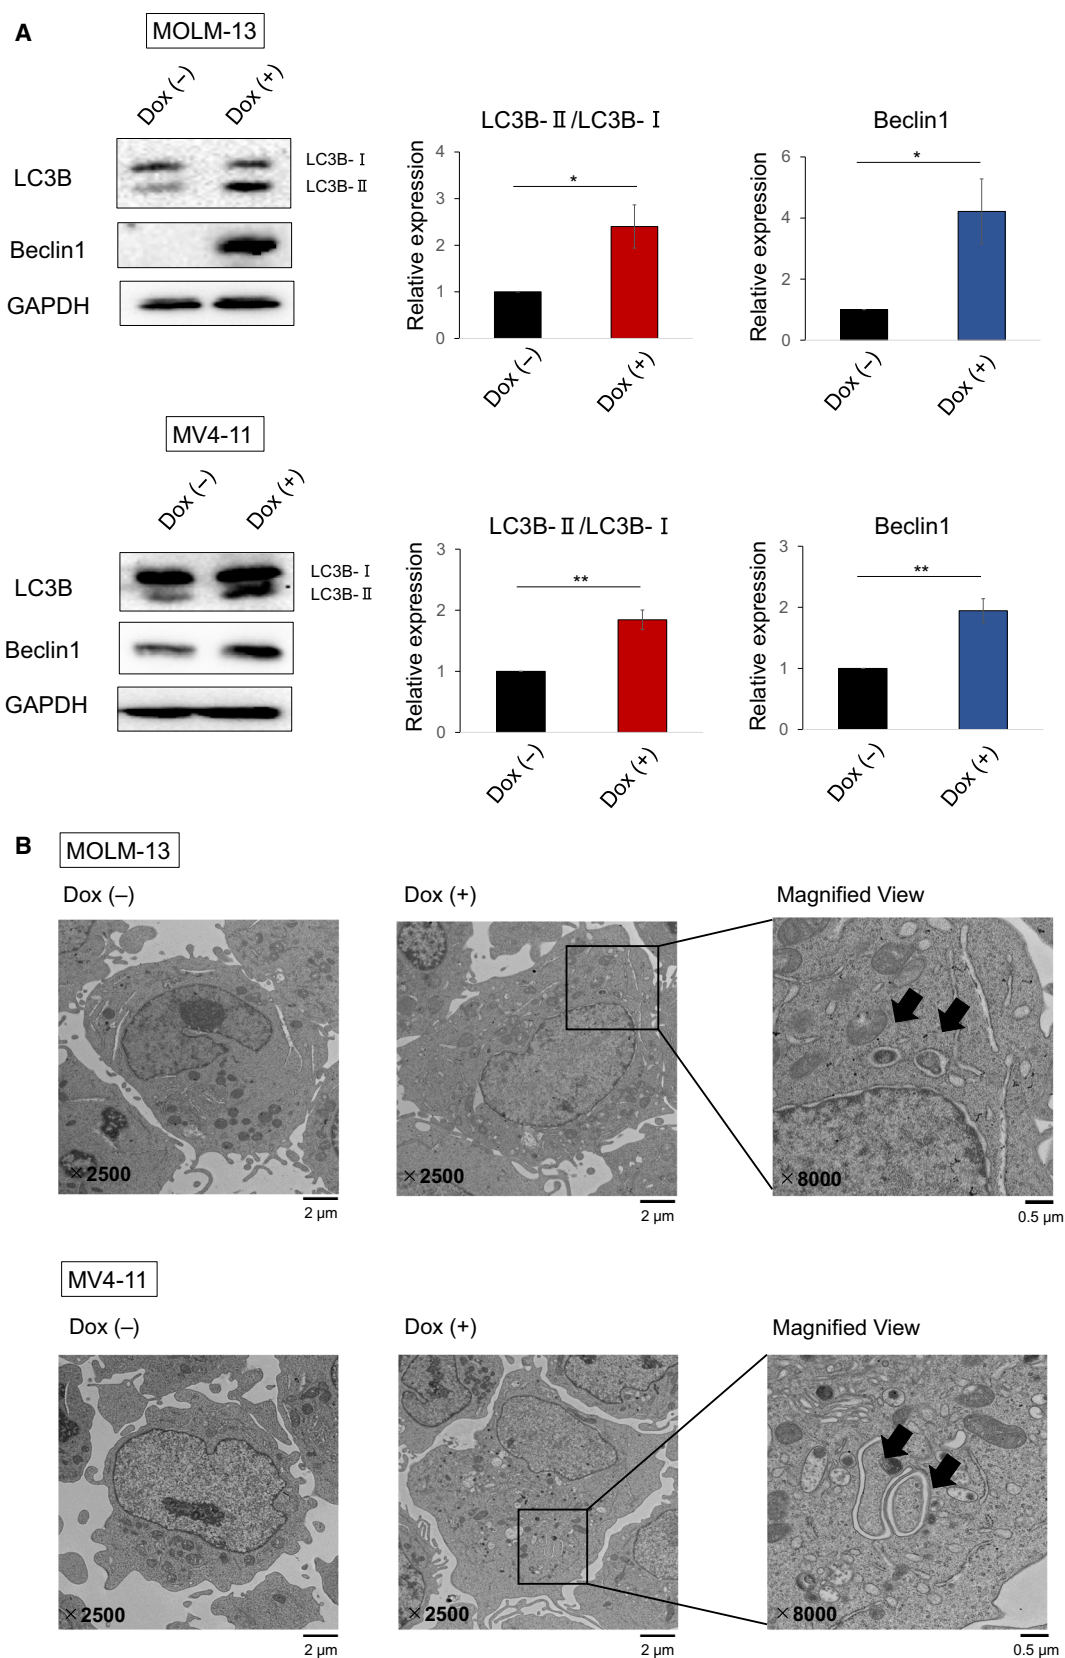 A
MOLM-13
Dox (–)
Dox (+)
LC3B
LC3B-Ⅰ
LC3B-Ⅱ
Beclin1
GAPDH
LC3B-Ⅱ/LC3B-Ⅰ
Relative expression
4
3
2
1
0
*
Dox (–)
Dox (+)
Beclin1
Relative expression
6
4
2
0
*
Dox (–)
Dox (+)
MV4-11
Dox (–)
Dox (+)
LC3B
LC3B-Ⅰ
LC3B-Ⅱ
Beclin1
GAPDH
LC3B-Ⅱ/LC3B-Ⅰ
Relative expression
3
2
1
0
**
Dox (–)
Dox (+)
Beclin1
Relative expression
3
2
1
0
**
Dox (–)
Dox (+)
B
MOLM-13
Dox (–)
Dox (+)
Magnified View
×2500
×2500
×8000
2 µm
2 µm
0.5 µm
MV4-11
Dox (–)
Dox (+)
Magnified View
×2500
×2500
×8000
2 µm
2 µm
0.5 µm